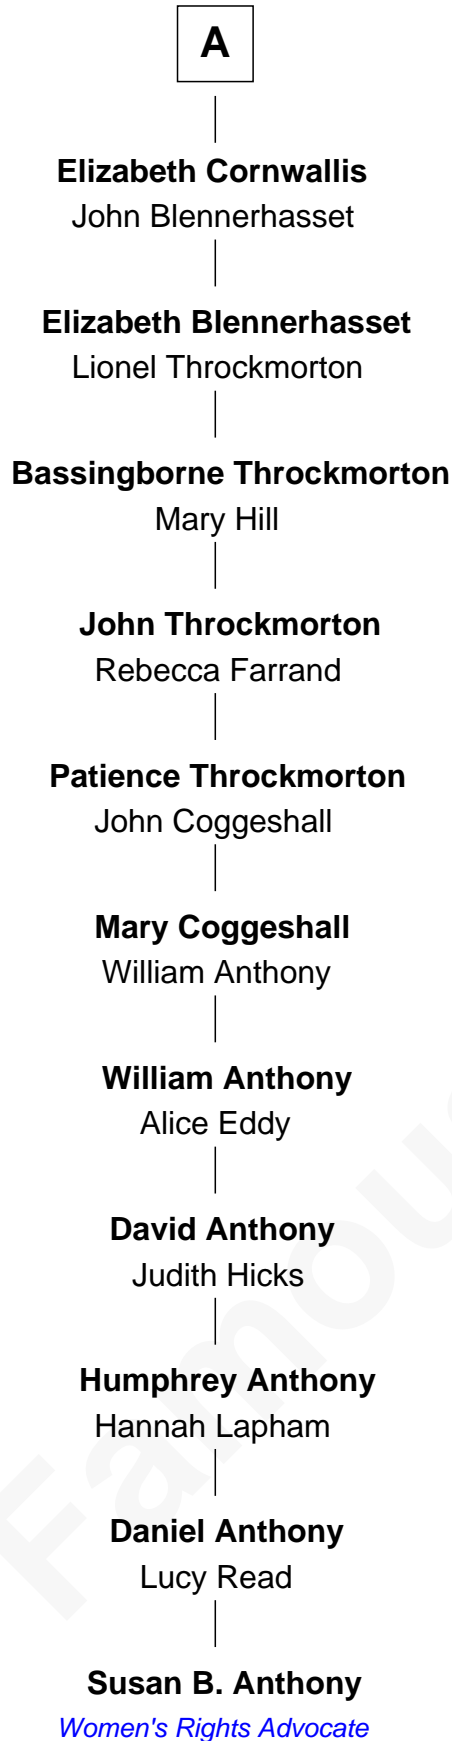 A
Elizabeth Cornwallis
John Blennerhasset
Elizabeth Blennerhasset
Lionel Throckmorton
Bassingborne Throckmorton
Mary Hill
John Throckmorton
Rebecca Farrand
Patience Throckmorton
John Coggeshall
Mary Coggeshall
William Anthony
William Anthony
Alice Eddy
David Anthony
Judith Hicks
Humphrey Anthony
Hannah Lapham
Daniel Anthony
Lucy Read
Susan B. Anthony
Women's Rights Advocate
Famou